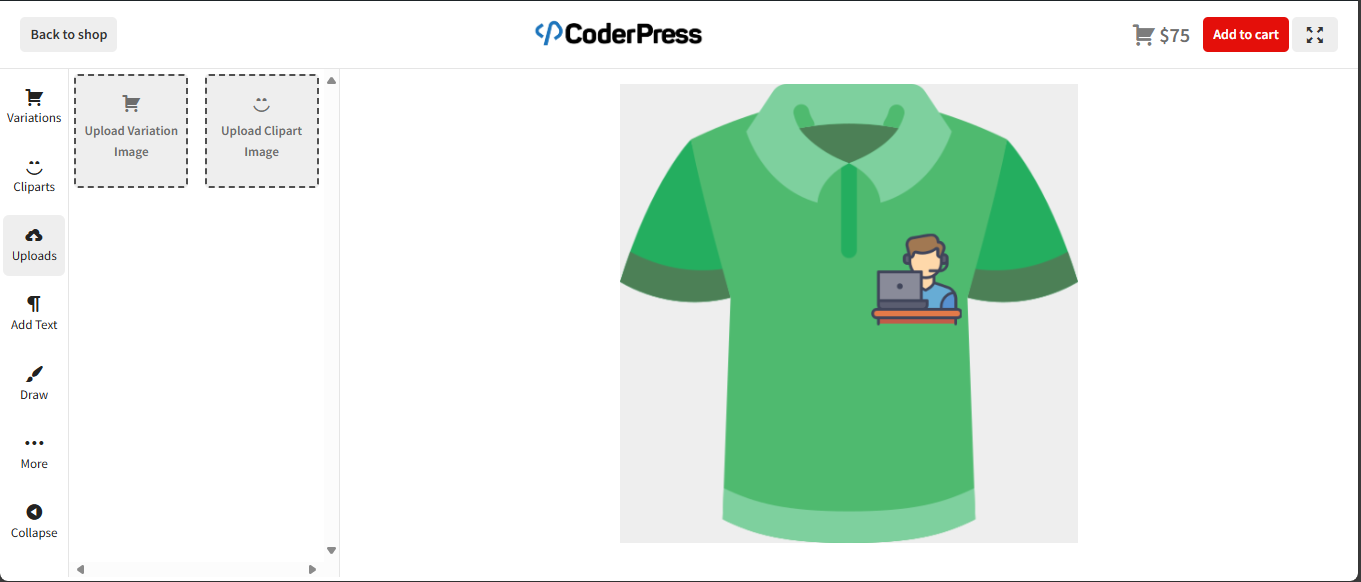 Back to shop
CoderPress
$75
Add to cart
Variations
Cliparts
Uploads
Add Text
Draw
More
Collapse
Upload Variation
Image
Upload Clipart
Image